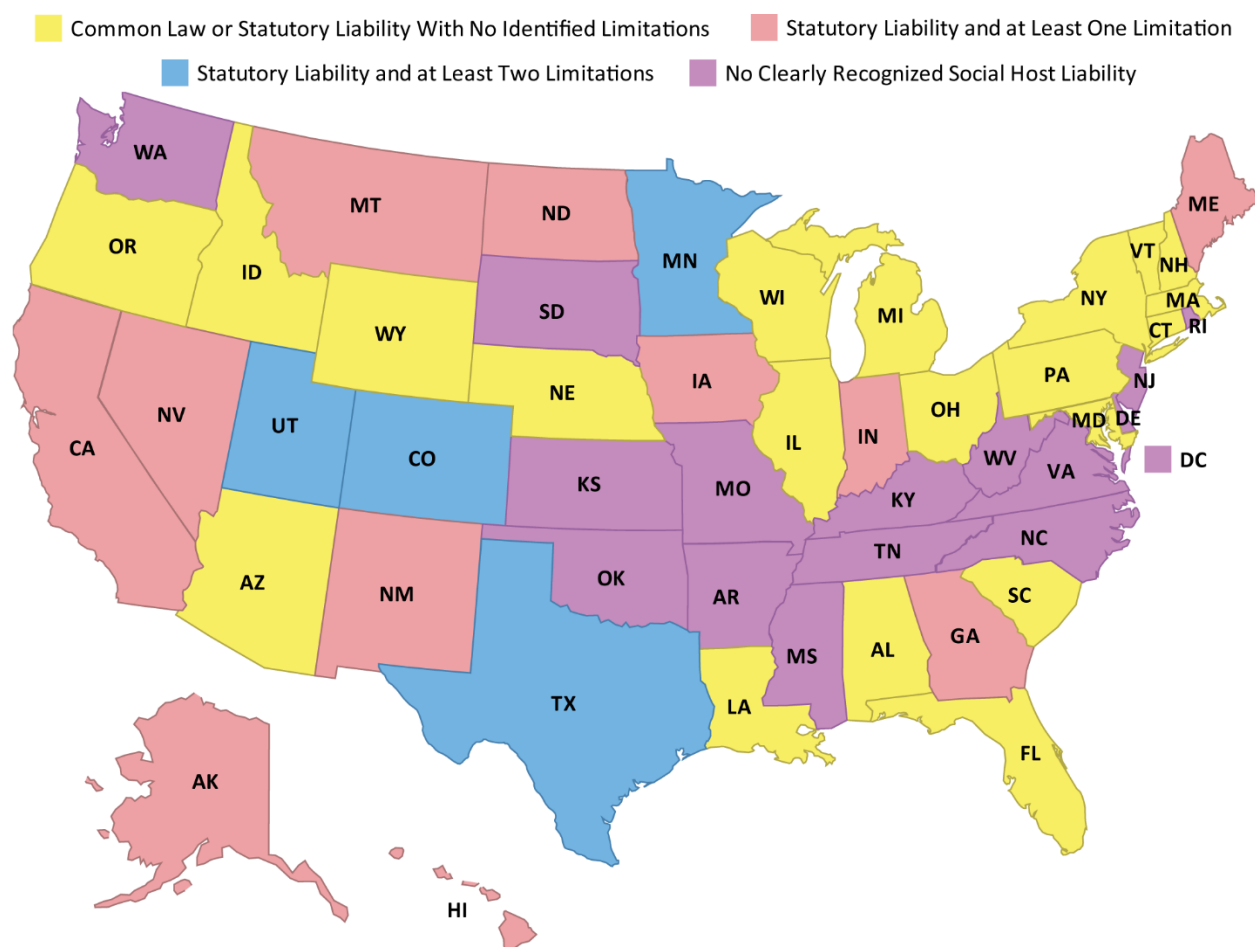 Common Law or Statutory Liability With No Identified Limitations
Statutory Liability and at Least One Limitation
Statutory Liability and at Least Two Limitations
No Clearly Recognized Social Host Liability
WA
MT
ND
ME
OR
ID
MN
VT
NH
WI
NY
MA
SD
MI
WY
CT
RI
IA
PA
NJ
NE
NV
OH
MD
DE
UT
IN
CA
IL
CO
WV
DC
KS
MO
VA
KY
NC
TN
AZ
OK
NM
AR
SC
GA
MS
AL
TX
LA
FL
AK
HI